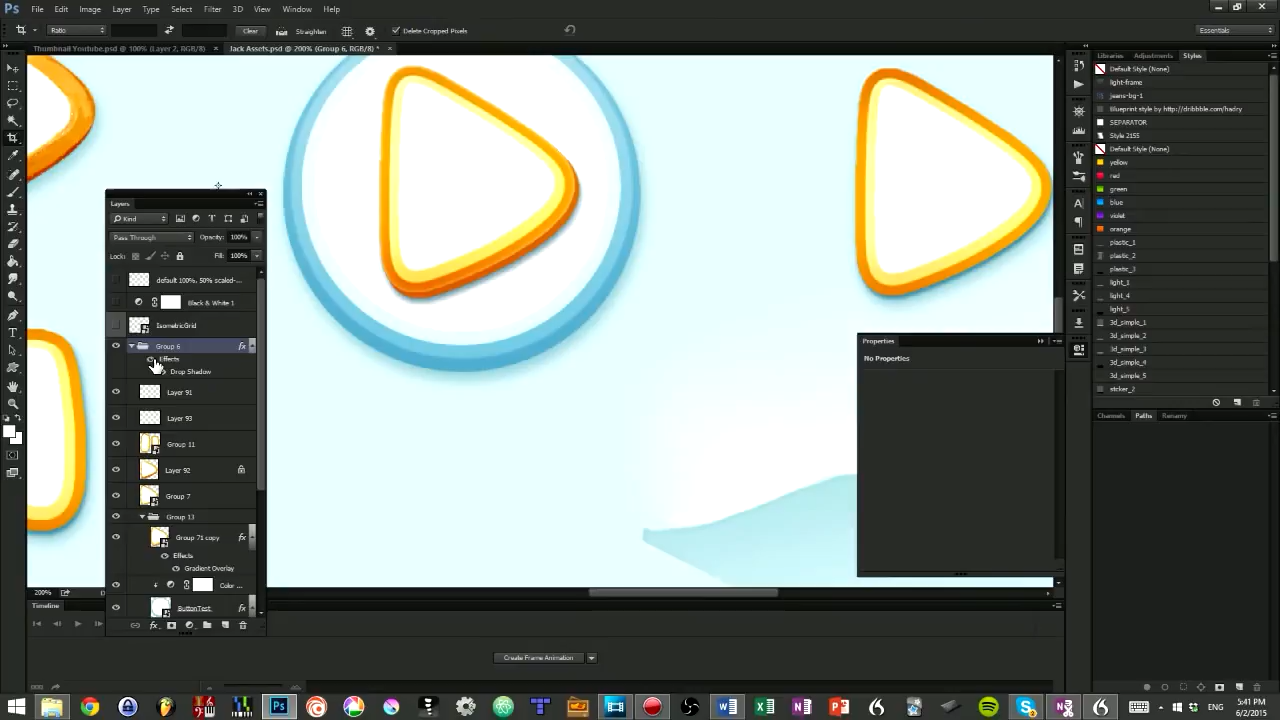 Ps File Edit Image Layer Type Select Filter 3D View Window Help
Ratio Clear Straighten Delete Cropped Pixels Essentials
Thumbnail Youtube.psd @ 100% (Layer 2, RGB/8) × Jack Assets.psd @ 200% (Group 6, RGB/8) * ×
Libraries Adjustments Styles
Default Style (None)
light-frame
jeans-bg-1
Blueprint style by http://dribbble.com/hadry
SEPARATOR
Style 2155
Default Style (None)
yellow
red
green
blue
violet
orange
plastic_1
plastic_2
plastic_3
light_1
light_4
light_5
3d_simple_1
3d_simple_2
3d_simple_3
3d_simple_4
3d_simple_5
sticker_2
Channels Paths Renamy
Layers
Kind
Pass Through Opacity: 100%
Lock: Fill: 100%
default 100%, 50% scaled-...
Black & White 1
IsometricGrid
Group 6 fx
Effects
Drop Shadow
Layer 91
Layer 93
Group 11
Layer 92
Group 7
Group 13
Group 71 copy fx
Effects
Gradient Overlay
Color ...
ButtonTest fx
Properties
No Properties
200%
Timeline
Create Frame Animation
ENG 5:41 PM
6/2/2015